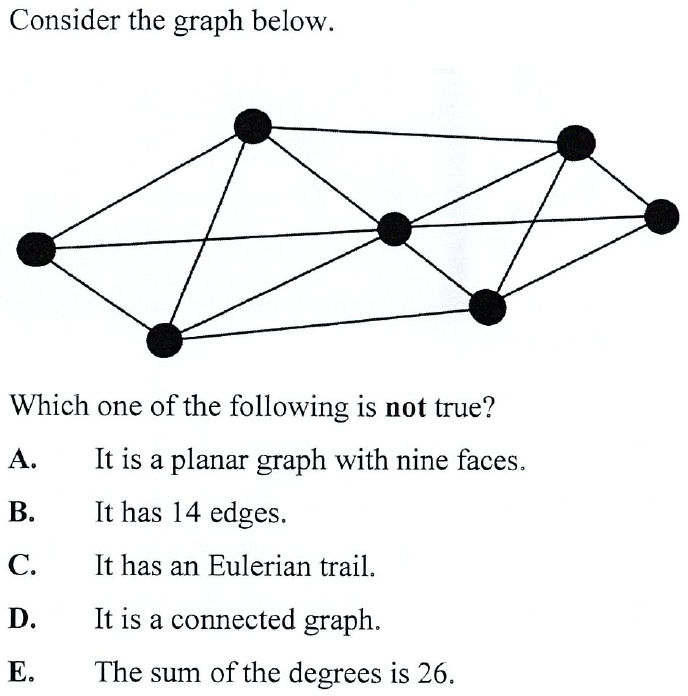 Consider the graph below.
Which one of the following is not true?
A. It is a planar graph with nine faces.
B. It has 14 edges.
C. It has an Eulerian trail.
D. It is a connected graph.
E. The sum of the degrees is 26.